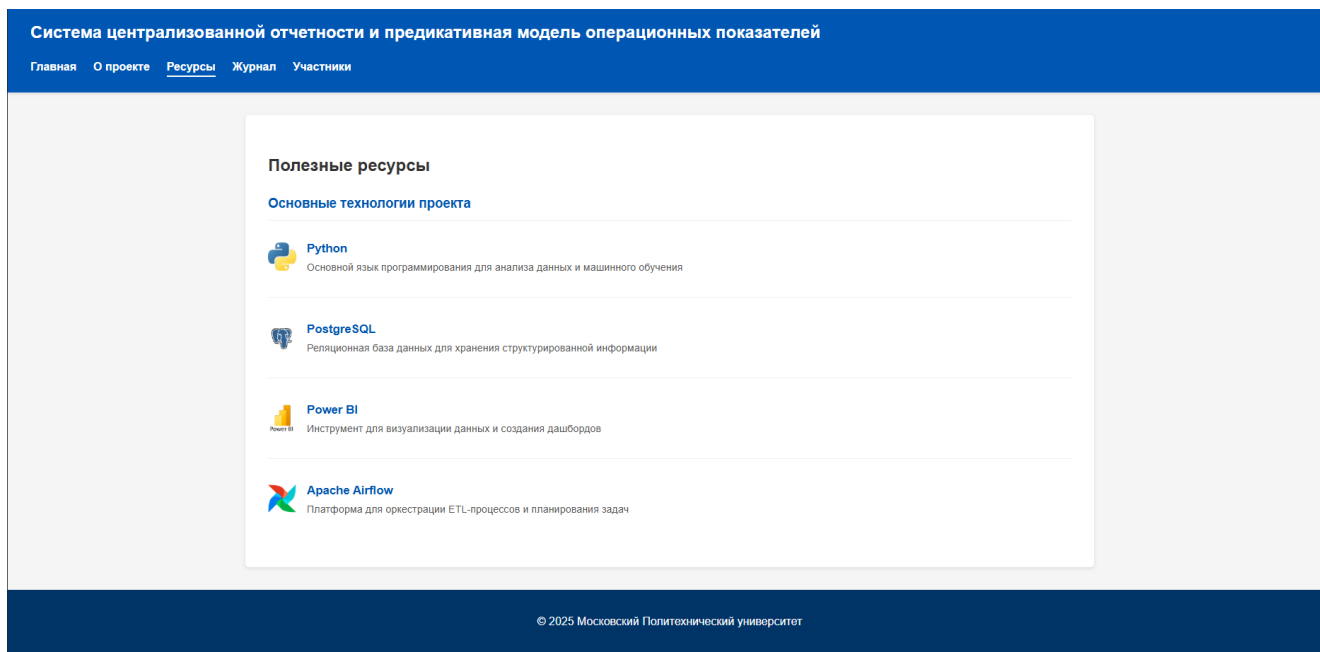 Система централизованной отчетности и предикативная модель операционных показателей
Главная О проекте Ресурсы Журнал Участники
Полезные ресурсы
Основные технологии проекта
Python
Основной язык программирования для анализа данных и машинного обучения
PostgreSQL
Реляционная база данных для хранения структурированной информации
Power BI
Power BI
Инструмент для визуализации данных и создания дашбордов
Apache Airflow
Платформа для оркестрации ETL-процессов и планирования задач
© 2025 Московский Политехнический университет